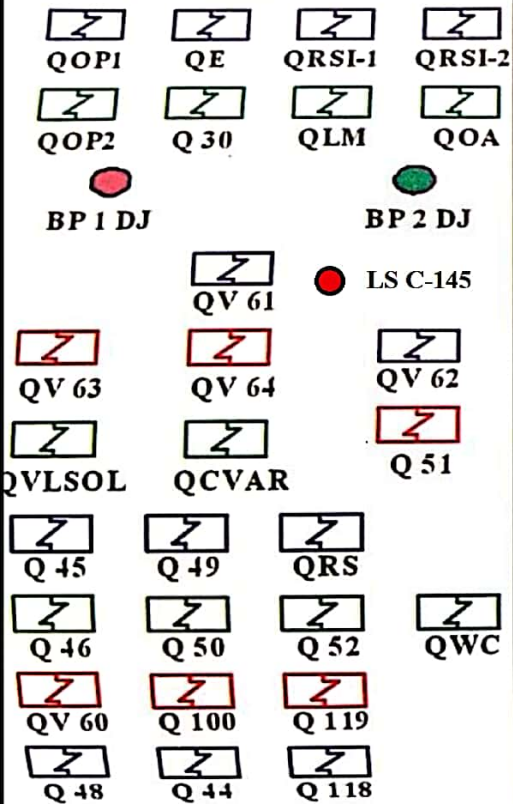 QOP1 QE QRSI-1 QRSI-2
QOP2 Q 30 QLM QOA
BP 1 DJ BP 2 DJ
QV 61 LS C-145
QV 63 QV 64 QV 62
Q 51
QVLSOL QCVAR
Q 45 Q 49 QRS
Q 46 Q 50 Q 52 QWC
QV 60 Q 100 Q 119
Q 48 Q 44 Q 118